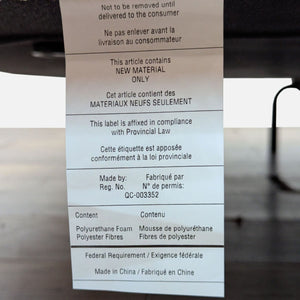 Not to be removed until
delivered to the consumer
Ne pas enlever avant la
livraison au consommateur
This article contains
NEW MATERIAL
ONLY
Cet article contient des
MATERIAUX NEUFS SEULEMENT
This label is affixed in compliance
with Provincial Law
Cette étiquette est apposée
conformément à la loi provinciale
Made by: Fabriqué par
Reg. No. N° de permis:
QC-003352
Content Contenu
Polyurethane Foam Mousse de polyuréthane
Polyester Fibres Fibres de polyester
Federal Requirement / Exigence fédérale
Made in China / Fabriqué en Chine